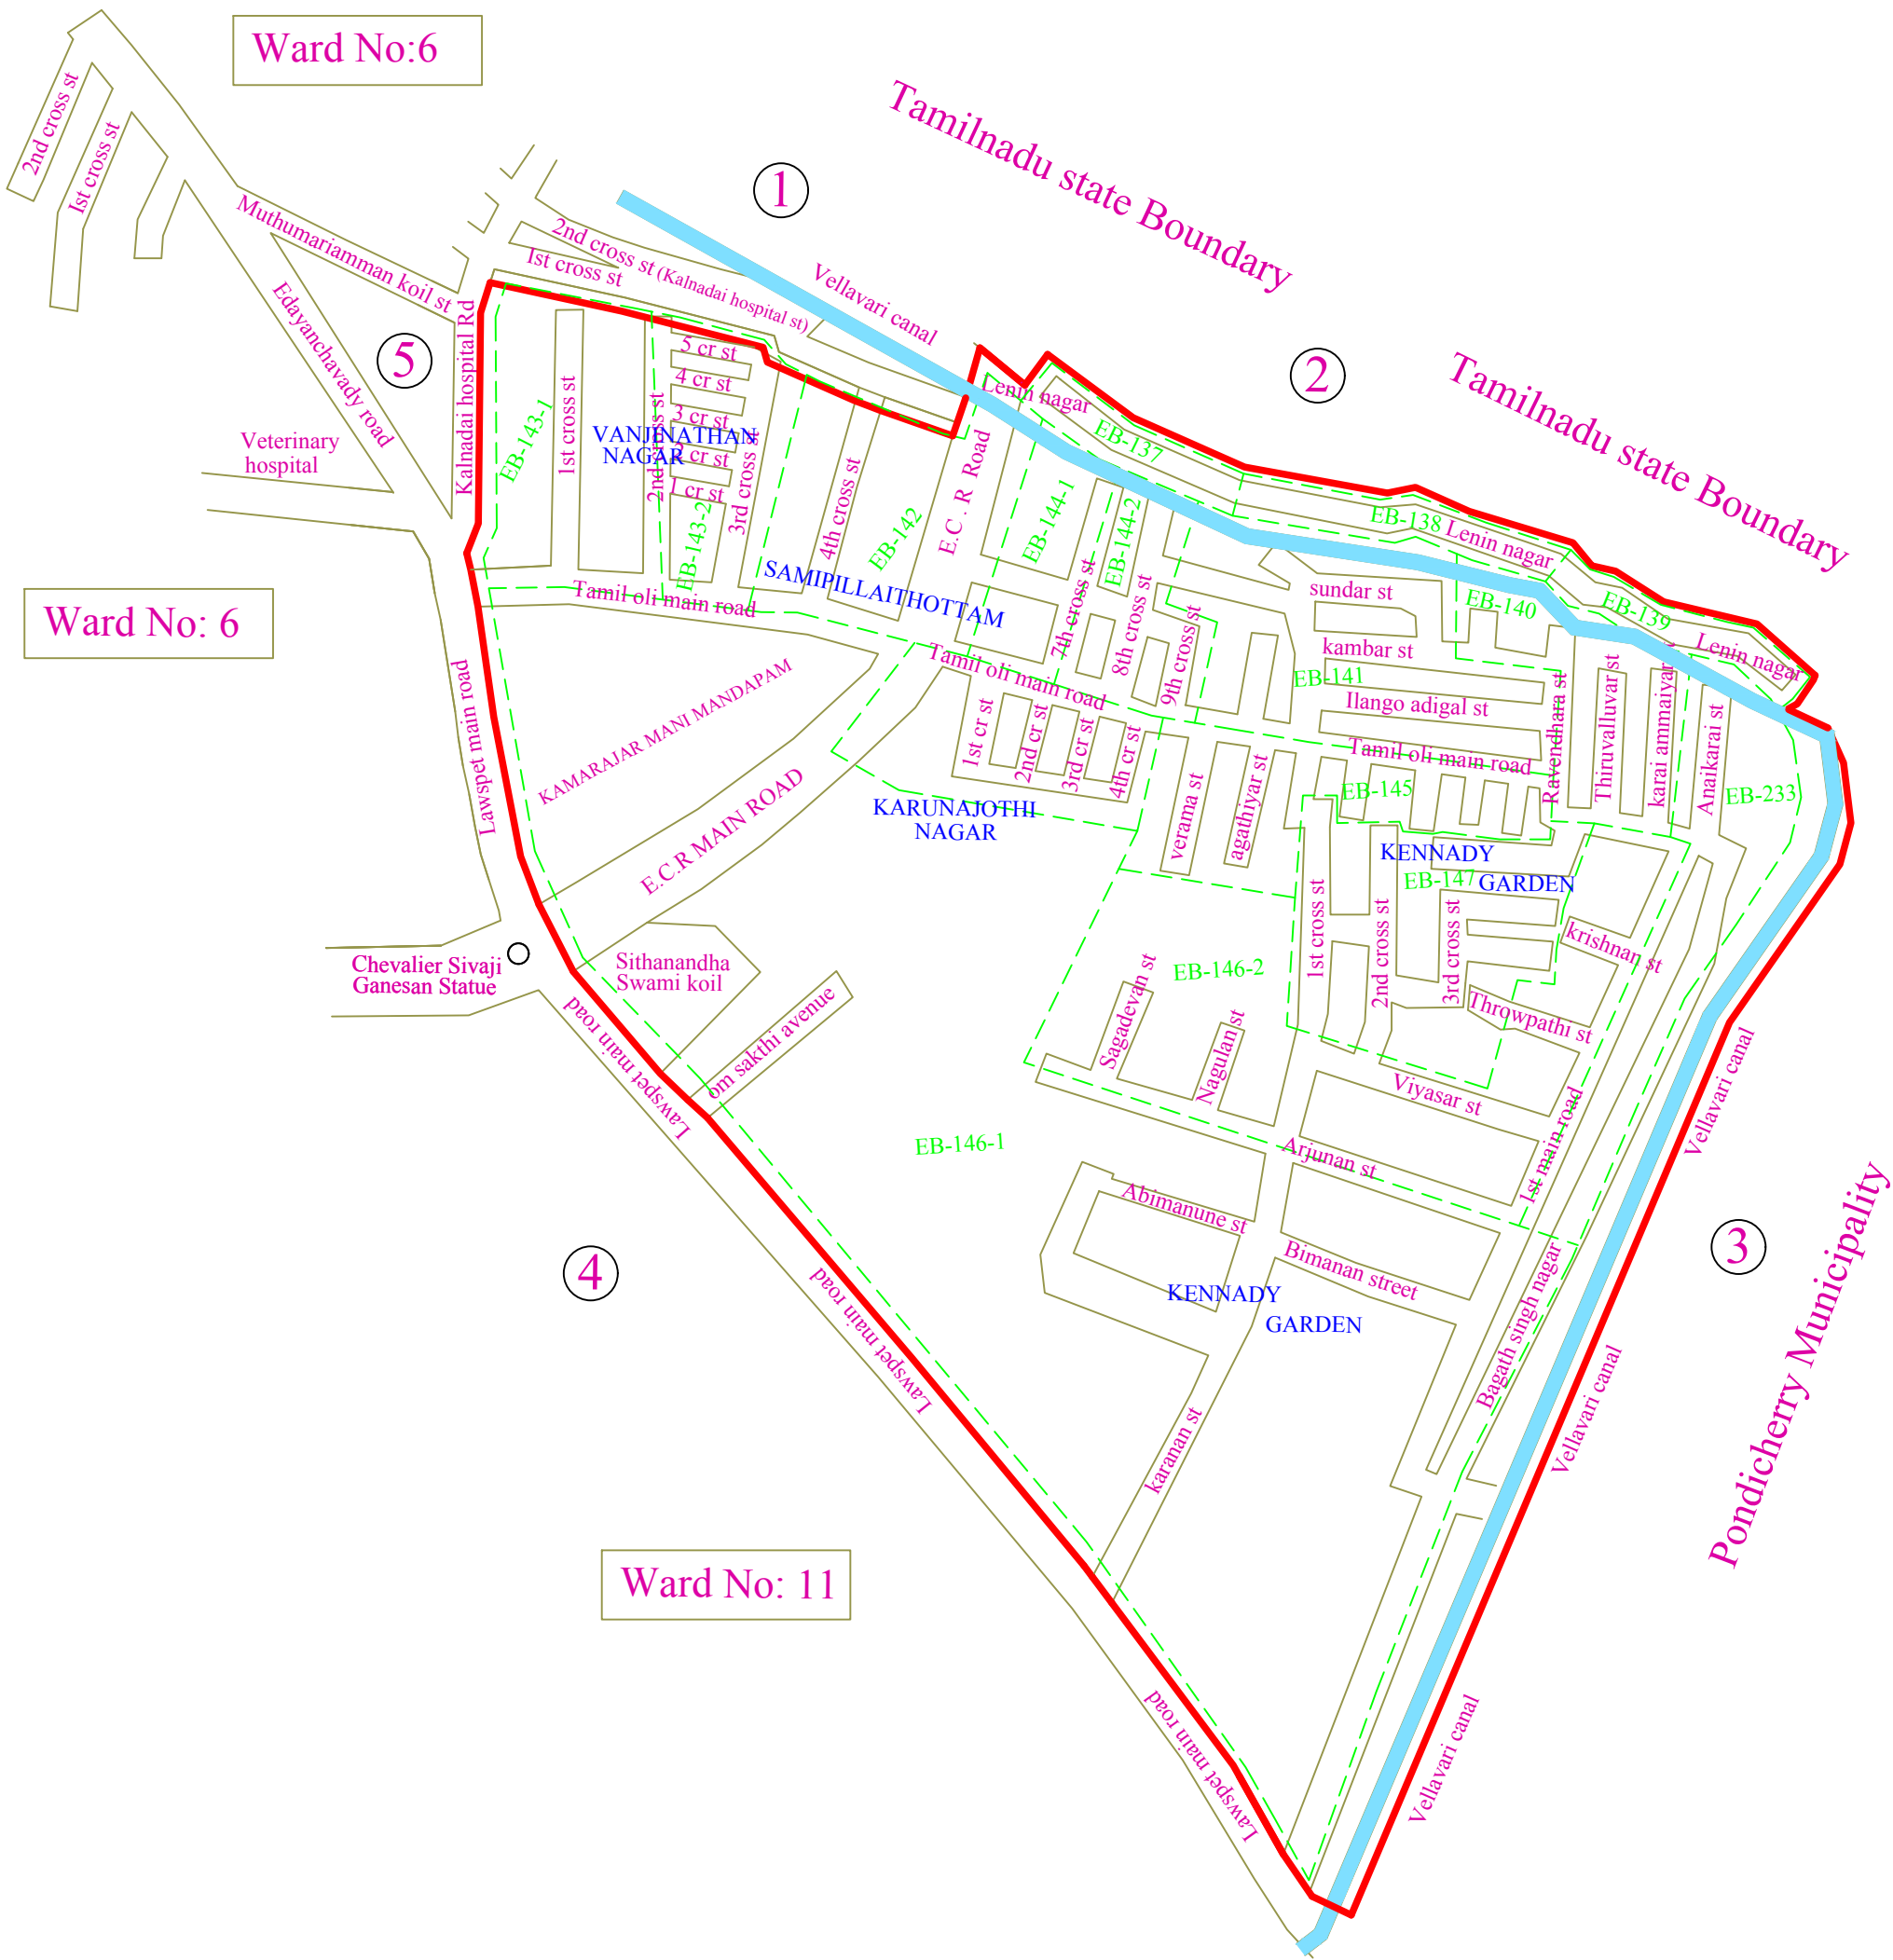 Ward No:6
Tamilnadu state Boundary
1
2nd cross st
Ist cross st
Muthumariamman koil st
2nd cross st (Kalnadai hospital st)
Ist cross st
Vellavari canal
Edayanchavady road
5
Kalnadai hospital Rd
2
Tamilnadu state Boundary
Veterinary
hospital
EB-143-1
1st cross st
VANJINATHAN
NAGAR
2nd cross st
5 cr st
4 cr st
3 cr st
2 cr st
1 cr st
EB-143-2
3rd cross st
4th cross st
EB-142
E.C . R Road
Lenin nagar
EB-137
EB-144-1
EB-144-2
EB-138
Lenin nagar
SAMIPILLAITHOTTAM
Tamil oli main road
7th cross st
8th cross st
9th cross st
sundar st
EB-140
EB-139
Lenin nagar
kambar st
EB-141
Ilango adigal st
Ward No: 6
Lawspet main road
KAMARAJAR MANI MANDAPAM
Tamil oli main road
Tamil oli main road
Ravendhara st
Thiruvalluvar st
karai ammaiyar st
Anaikarai st
EB-233
1st cr st
2nd cr st
3rd cr st
4th cr st
verama st
agathiyar st
EB-145
E.C.R MAIN ROAD
KARUNAJOTHI
NAGAR
KENNADY
GARDEN
EB-147
Chevalier Sivaji
Ganesan Statue
Sithanandha
Swami koil
om sakthi avenue
Lawspet main road
EB-146-2
Sagadevan st
Nagulan st
1st cross st
2nd cross st
3rd cross st
krishnan st
Throwpathi st
Viyasar st
1st main road
Vellavari canal
EB-146-1
Arjunan st
Abimanune st
Bimanan street
4
KENNADY
GARDEN
Bagath singh nagar
3
Pondicherry Municipality
Lawspet main road
karanan st
Vellavari canal
Ward No: 11
Lawspet main road
Vellavari canal